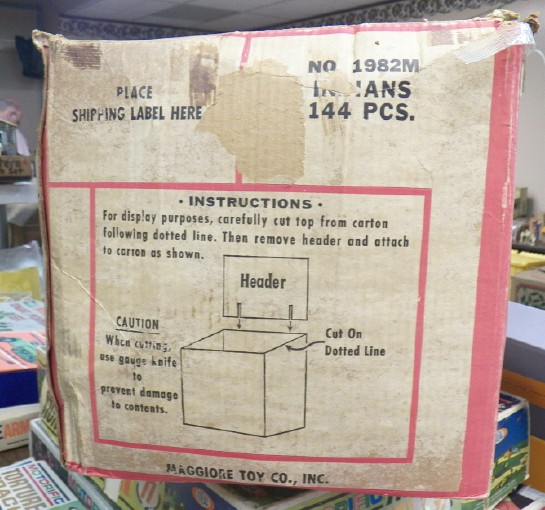 NO. 1982M
144 PCS.
PLACE
SHIPPING LABEL HERE
• INSTRUCTIONS •
For display purposes, carefully cut top from carton
following dotted line. Then remove header and attach
to carton as shown.
Header
CAUTION
When cutting,
use gauge knife
to
prevent damage
to contents.
Cut On
Dotted Line
MAGGIORE TOY CO., INC.